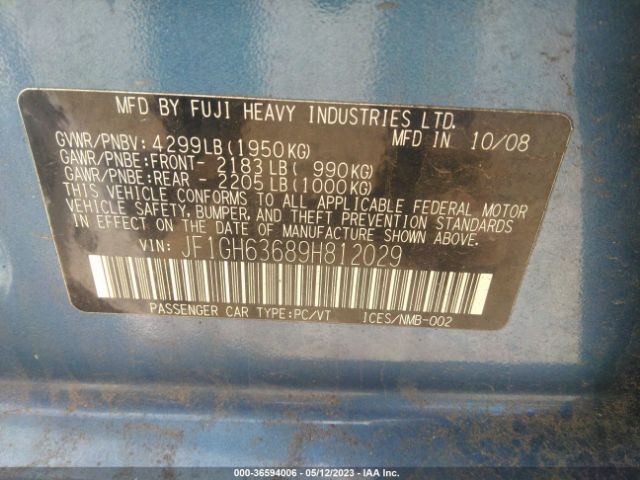 MFD BY FUJI HEAVY INDUSTRIES LTD.
GVWR/PNBV: 4299LB(1950KG) MFD IN 10/08
GAWR/PNBE:FRONT- 2183LB( 990KG)
GAWR/PNBE:REAR - 2205LB(1000KG)
THIS VEHICLE CONFORMS TO ALL APPLICABLE FEDERAL MOTOR
VEHICLE SAFETY, BUMPER, AND THEFT PREVENTION STANDARDS
IN EFFECT ON THE DATE OF MANUFACTURE SHOWN ABOVE.
VIN: JF1GH63689H812029
PASSENGER CAR TYPE:PC/VT ICES/NMB-002
000-36594006 - 05/12/2023 - IAA Inc.